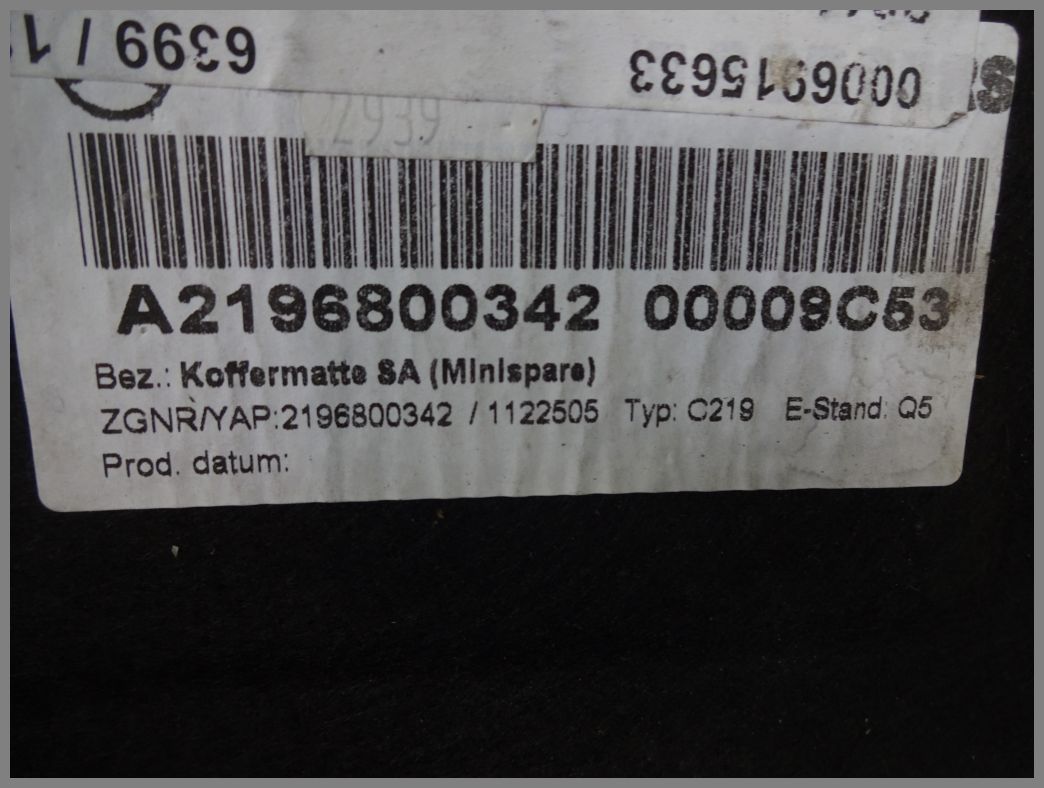 6399 / 1
0006915633
2939
A2196800342 00009C53
Bez.: Koffermatte SA (Minispare)
ZGNR/YAP:2196800342 / 1122505 Typ: C219 E-Stand: Q5
Prod. datum: